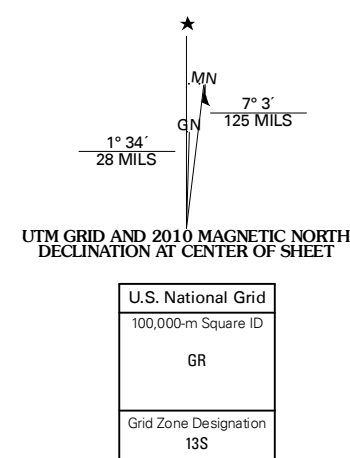 ★
MN
7° 3´
125 MILS
GN
1° 34´
28 MILS
UTM GRID AND 2010 MAGNETIC NORTH
DECLINATION AT CENTER OF SHEET
U.S. National Grid
100,000-m Square ID
GR
Grid Zone Designation
13S